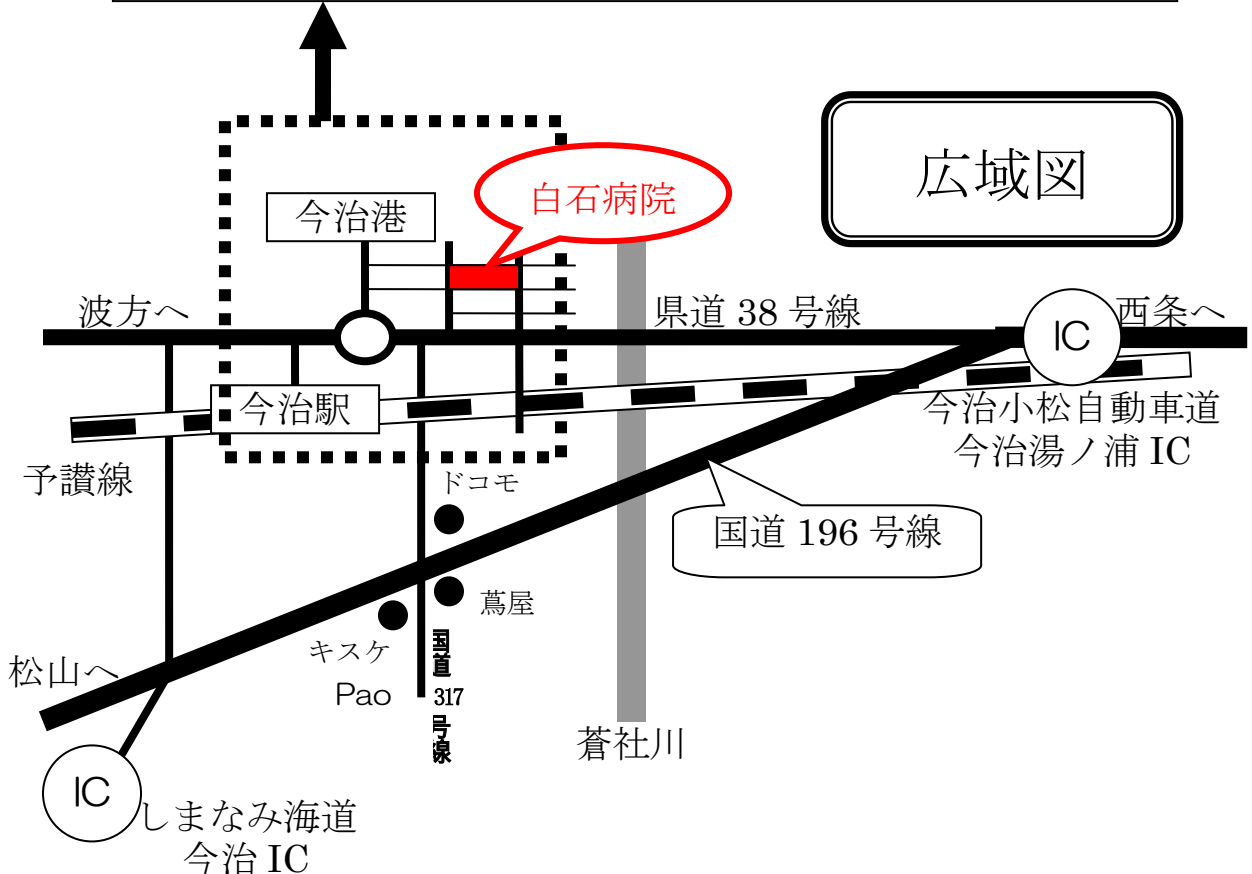 広域図
白石病院
今治港
波方へ
県道 38 号線
IC
西条へ
今治駅
今治小松自動車道
今治湯ノ浦 IC
予讃線
ドコモ
国道 196 号線
蔦屋
キスケ
Pao
国道 317 号線
松山へ
蒼社川
IC
しまなみ海道
今治 IC